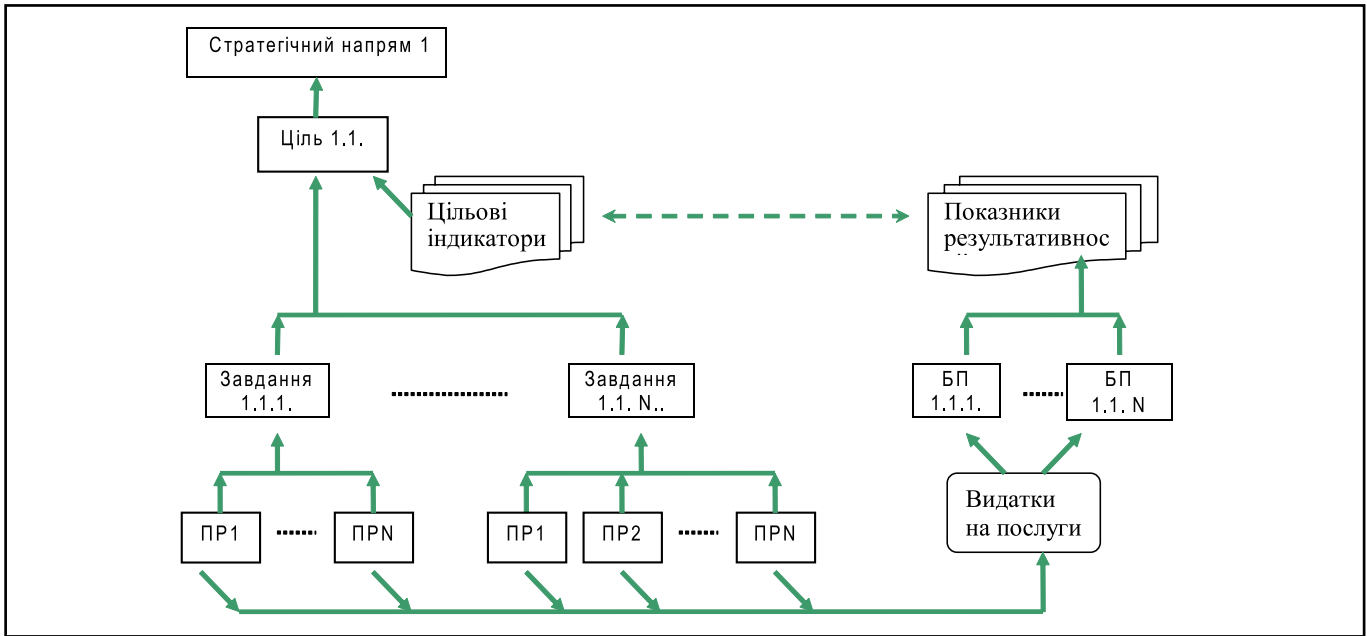 Стратегічний напрям 1
Ціль 1.1.
Цільові
індикатори
Показники
результативнос
Завдання
1.1.1.
Завдання
1.1. N..
БП
1.1.1.
БП
1.1. N
ПР1
ПРN
ПР1
ПР2
ПРN
Видатки
на послуги